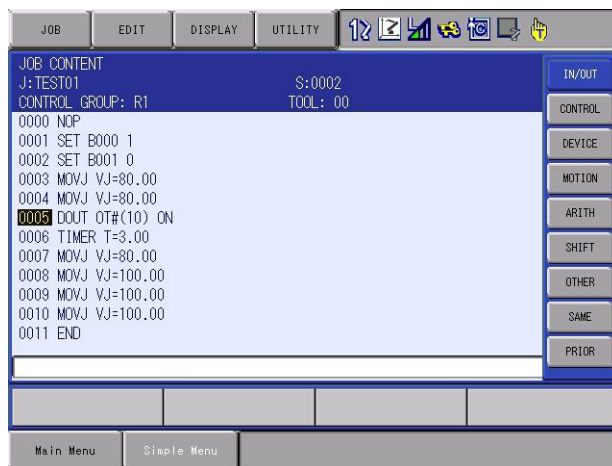 JOB EDIT DISPLAY UTILITY
JOB CONTENT
J:TEST01 S:0002
CONTROL GROUP: R1 TOOL: 00
0000 NOP
0001 SET B000 1
0002 SET B001 0
0003 MOVJ VJ=80.00
0004 MOVJ VJ=80.00
0005 DOUT OT#(10) ON
0006 TIMER T=3.00
0007 MOVJ VJ=80.00
0008 MOVJ VJ=100.00
0009 MOVJ VJ=100.00
0010 MOVJ VJ=100.00
0011 END
IN/OUT
CONTROL
DEVICE
MOTION
ARITH
SHIFT
OTHER
SAME
PRIOR
Main Menu Simple Menu